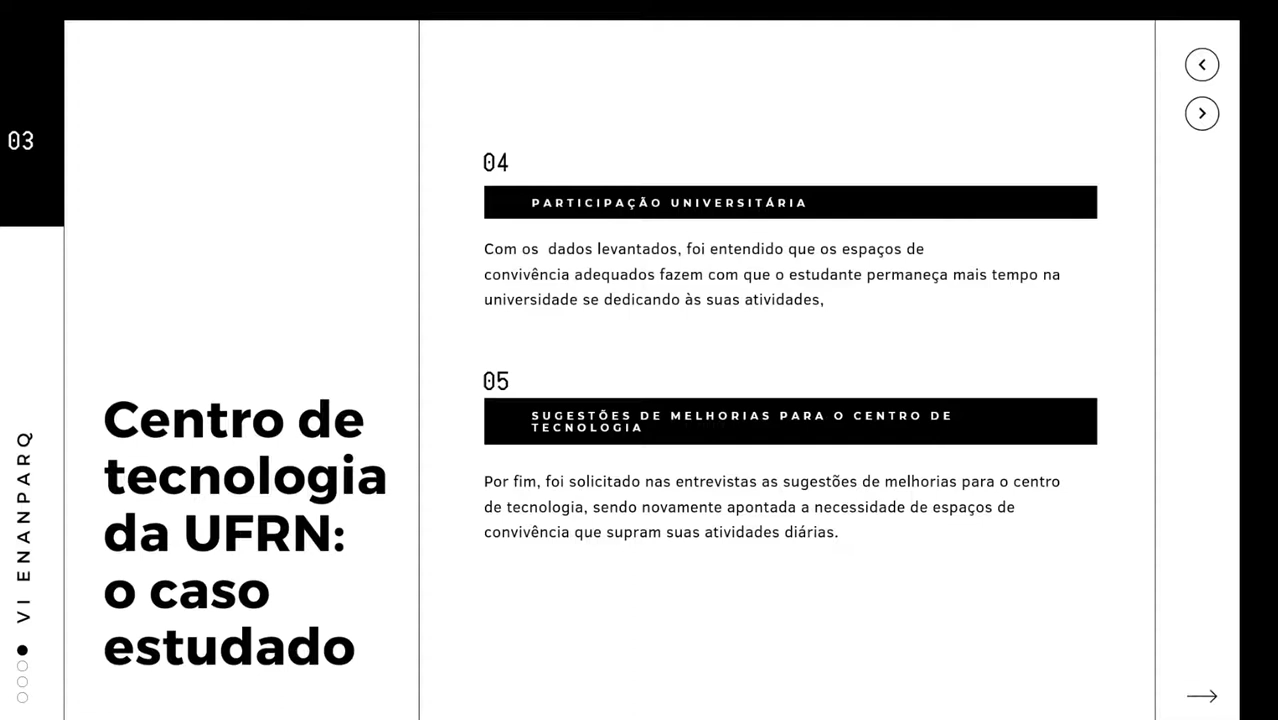 03
VI ENANPARQ
Centro de
tecnologia
da UFRN:
o caso
estudado
04
PARTICIPAÇÃO UNIVERSITÁRIA
Com os dados levantados, foi entendido que os espaços de
convivência adequados fazem com que o estudante permaneça mais tempo na
universidade se dedicando às suas atividades,
05
SUGESTÕES DE MELHORIAS PARA O CENTRO DE
TECNOLOGIA
Por fim, foi solicitado nas entrevistas as sugestões de melhorias para o centro
de tecnologia, sendo novamente apontada a necessidade de espaços de
convivência que supram suas atividades diárias.